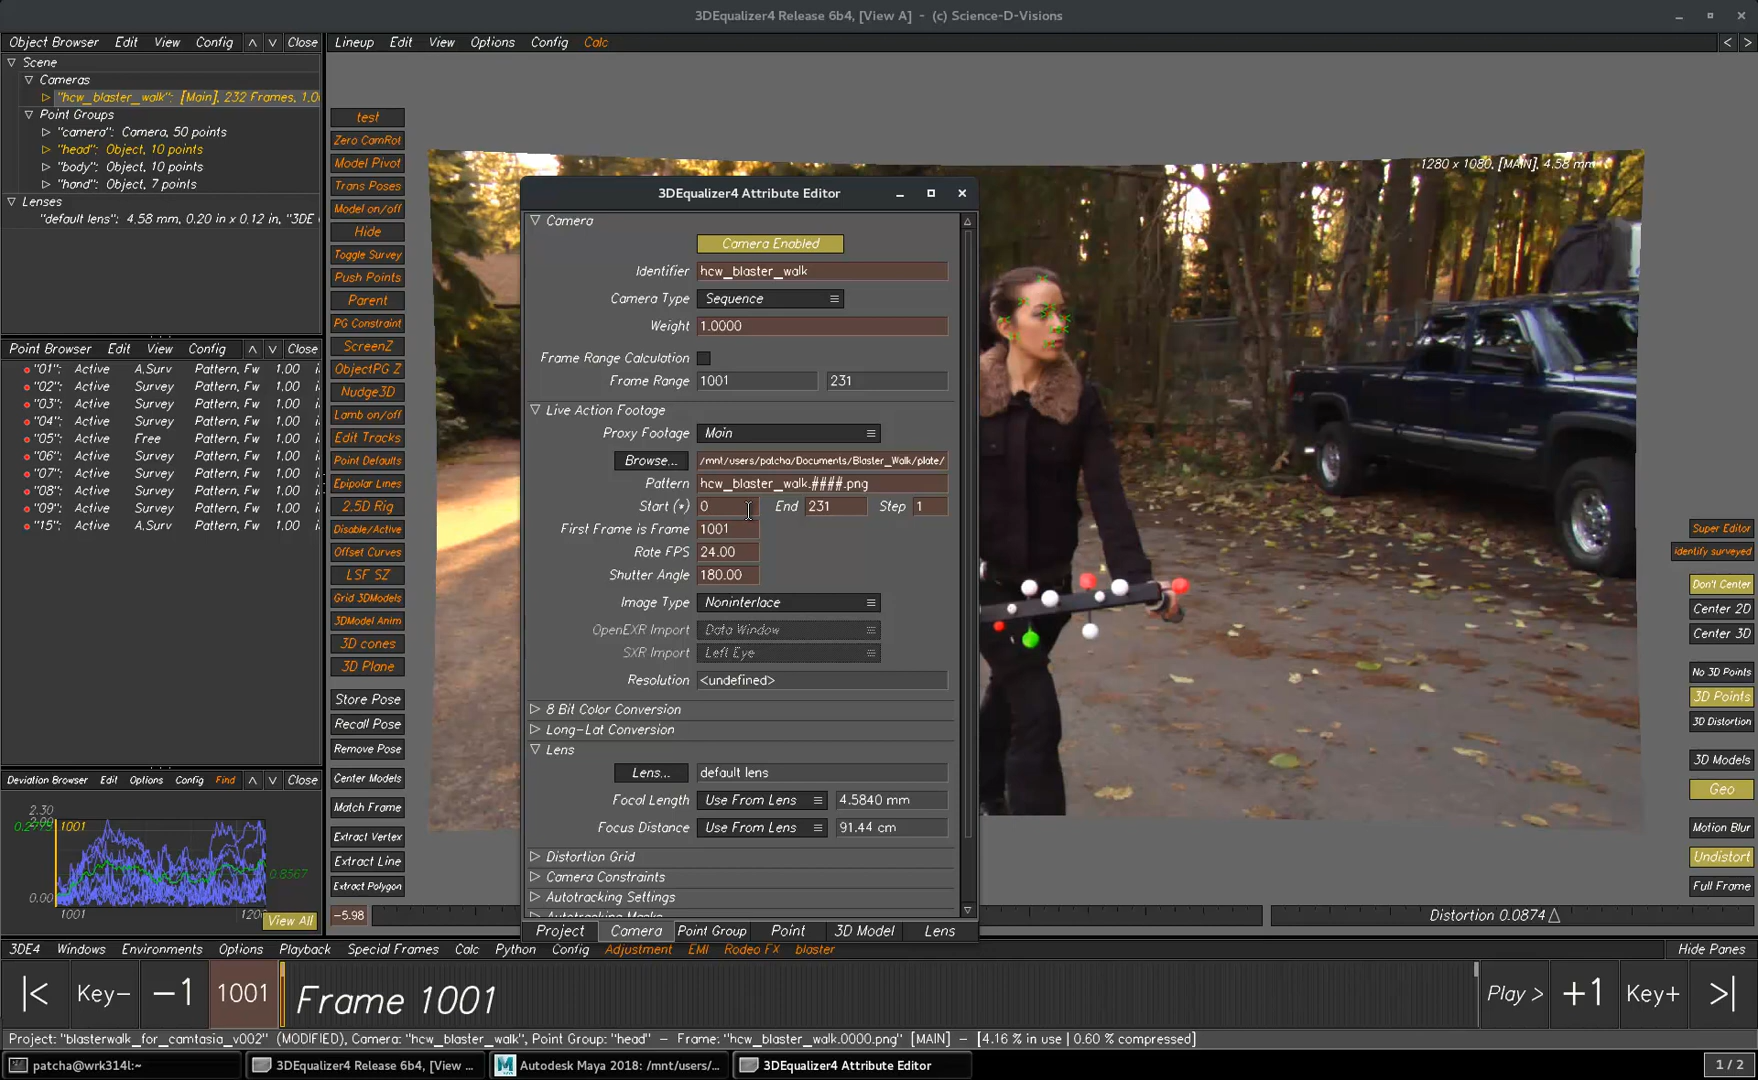 3DEqualizer4 Release 6b4, [View A] - (c) Science-D-Visions
Object Browser Edit View Config Close
Lineup Edit View Options Config Calc < >
Scene
Cameras
"hcw_blaster_walk": [Main], 232 Frames, 1.0
Point Groups
"camera": Camera, 50 points
"head": Object, 10 points
"body": Object, 10 points
"hand": Object, 7 points
Lenses
"default lens": 4.58 mm, 0.20 in x 0.12 in, "3DE
Point Browser Edit View Config Close
"01": Active A.Surv Pattern, Fw 1.00
"02": Active Survey Pattern, Fw 1.00
"03": Active Survey Pattern, Fw 1.00
"04": Active Survey Pattern, Fw 1.00
"05": Active Free Pattern, Fw 1.00
"06": Active Survey Pattern, Fw 1.00
"07": Active Survey Pattern, Fw 1.00
"08": Active Survey Pattern, Fw 1.00
"09": Active Survey Pattern, Fw 1.00
"15": Active A.Surv Pattern, Fw 1.00
Deviation Browser Edit Options Config Find Close
2.30
1001
0.8567
0.00
1001
View All
test
Zero CamRot
Model Pivot
Trans Poses
Model on/off
Hide
Toggle Survey
Push Points
Parent
PG Constraint
ScreenZ
ObjectPG Z
Nudge3D
Lamb on/off
Edit Tracks
Point Defaults
Epipolar Lines
2.5D Rig
Disable/Active
Offset Curves
LSF SZ
Grid 3DModels
3DModel Anim
3D cones
3D Plane
Store Pose
Recall Pose
Remove Pose
Center Models
Match Frame
Extract Vertex
Extract Line
Extract Polygon
-5.98
1280 x 1080, [MAIN], 4.58 mm
3DEqualizer4 Attribute Editor
Camera
Camera Enabled
Identifier hcw_blaster_walk
Camera Type Sequence
Weight 1.0000
Frame Range Calculation
Frame Range 1001 231
Live Action Footage
Proxy Footage Main
Browse... /mnt/users/patcha/Documents/Blaster_Walk/plate/
Pattern hcw_blaster_walk.####.png
Start (*) 0 End 231 Step 1
First Frame is Frame 1001
Rate FPS 24.00
Shutter Angle 180.00
Image Type Noninterlace
OpenEXR Import Data Window
SXR Import Left Eye
Resolution <undefined>
8 Bit Color Conversion
Long-Lat Conversion
Lens
Lens... default lens
Focal Length Use From Lens 4.5840 mm
Focus Distance Use From Lens 91.44 cm
Distortion Grid
Camera Constraints
Autotracking Settings
Autotracking Masks
Project Camera Point Group Point 3D Model Lens
Super Editor
identify surveyed
Don't Center
Center 2D
Center 3D
No 3D Points
3D Points
3D Distortion
3D Models
Geo
Motion Blur
Undistort
Full Frame
Distortion 0.0874
3DE4 Windows Environments Options Playback Special Frames Calc Python Config Adjustment EMI Rodeo FX blaster Hide Panes
|< Key- -1 1001 Frame 1001 Play > +1 Key+ >|
Project: "blasterwalk_for_camtasia_v002" (MODIFIED), Camera: "hcw_blaster_walk", Point Group: "head" - Frame: "hcw_blaster_walk.0000.png" [MAIN] - [4.16 % in use | 0.60 % compressed]
patcha@wrk314l:~ 3DEqualizer4 Release 6b4, [View ... Autodesk Maya 2018: /mnt/users/... 3DEqualizer4 Attribute Editor 1 / 2